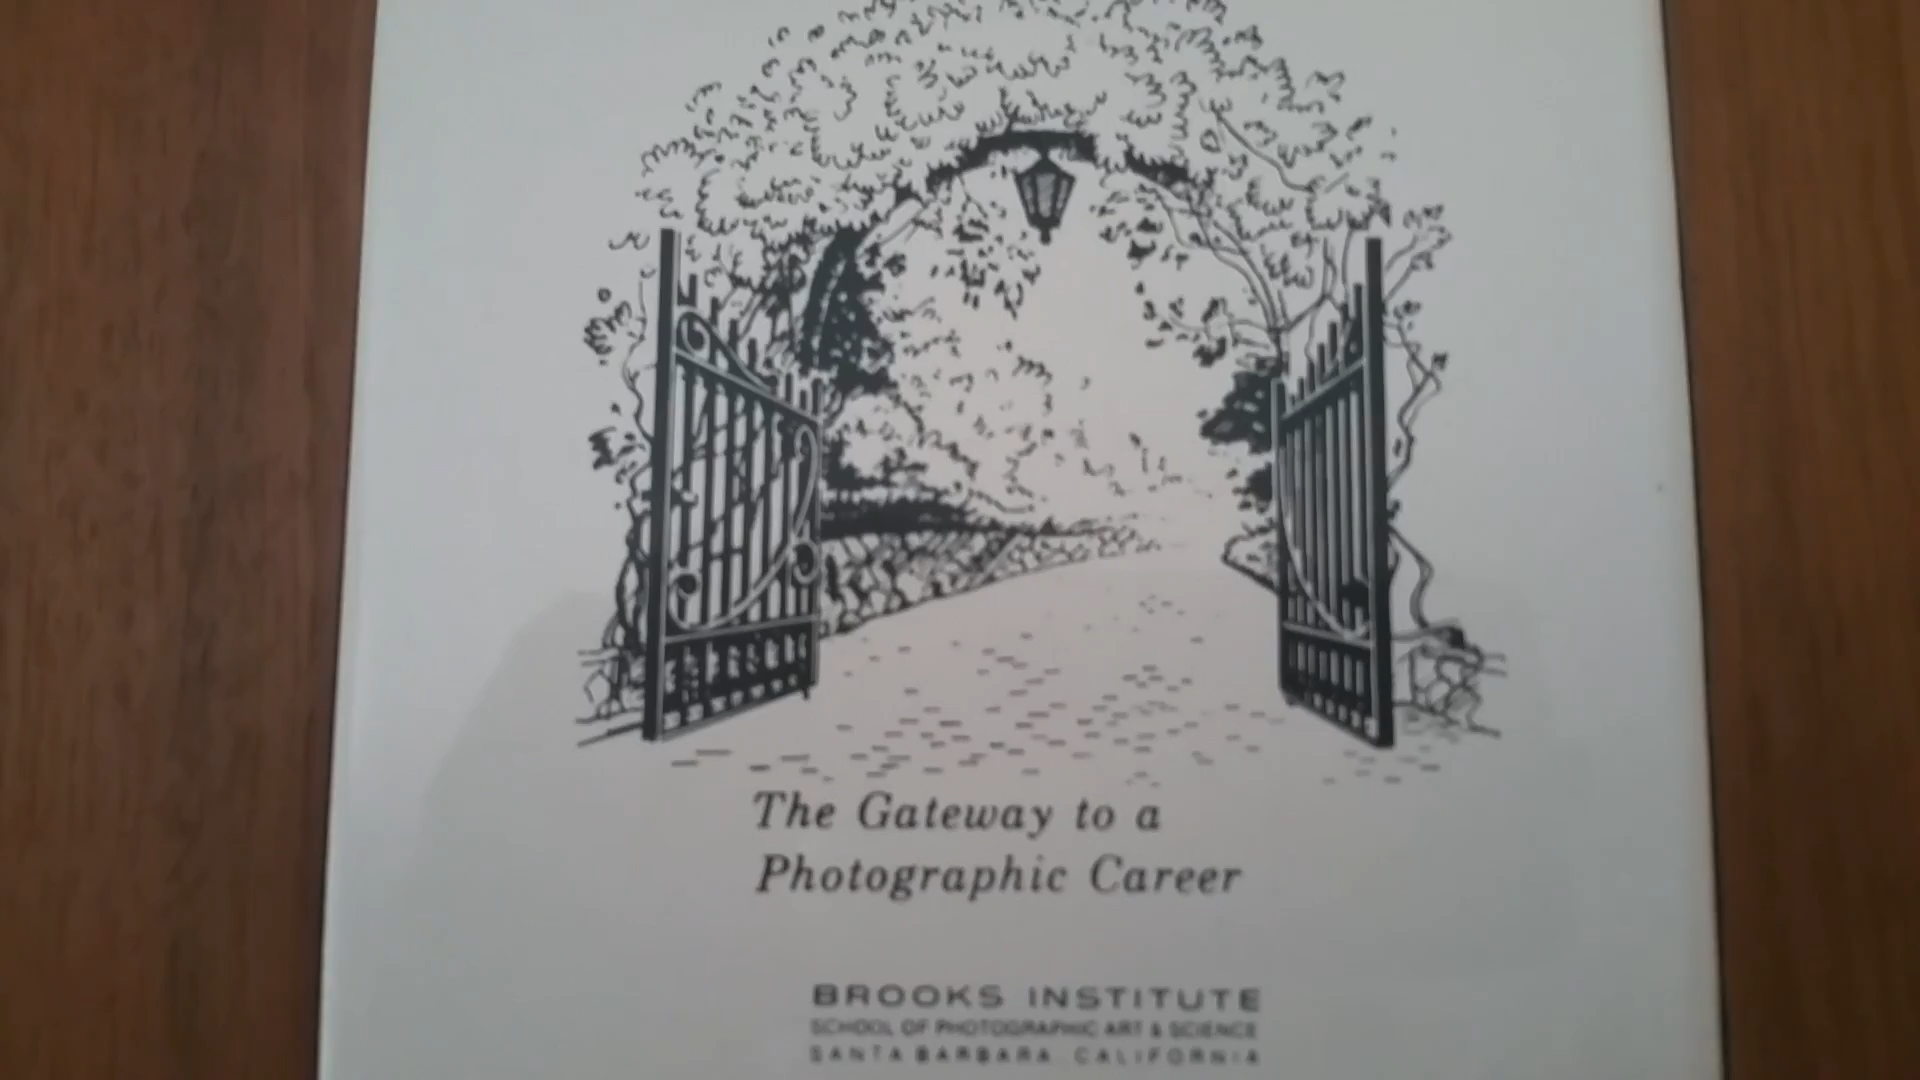 The Gateway to a
Photographic Career
BROOKS INSTITUTE
SCHOOL OF PHOTOGRAPHIC ART & SCIENCE
SANTA BARBARA, CALIFORNIA